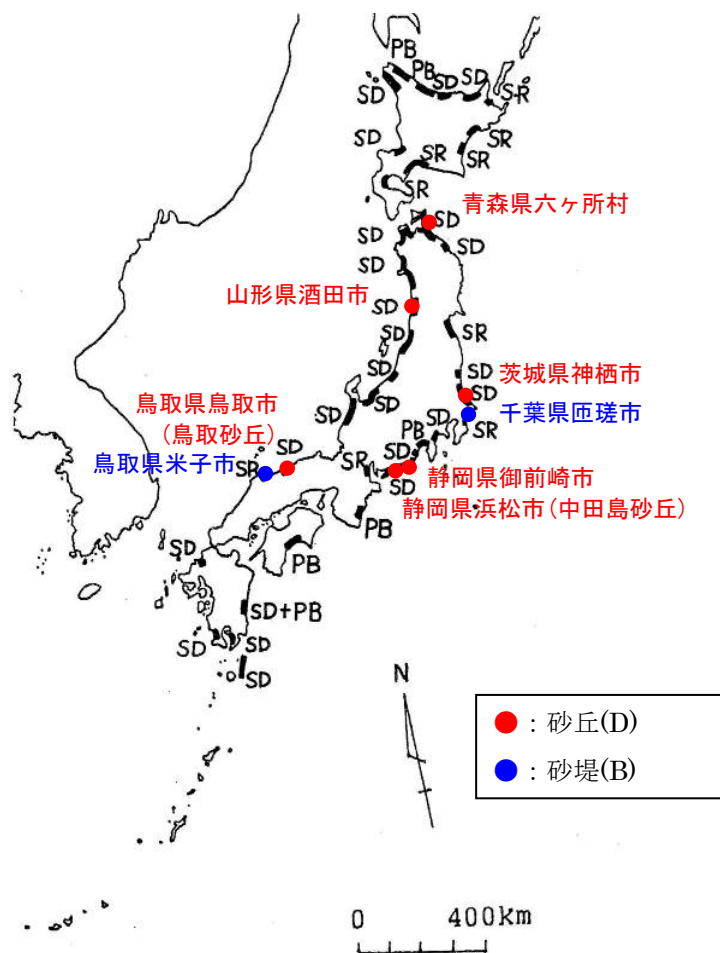 PB
PB
SD
SD
SD
SR
SD
SR
SR
SR
SR
青森県六ヶ所村
SD
SD
SD
SD
山形県酒田市
SD
SD
SR
SD
茨城県神栖市
SD
SD
千葉県匝瑳市
SR
鳥取県鳥取市
(鳥取砂丘)
SD
SD
SD
PB
鳥取県米子市
SR
SR
SD
静岡県御前崎市
SD
静岡県浜松市(中田島砂丘)
PB
SD
PB
SD+PB
SD
SD
SD
N
:砂丘(D)
:砂堤(B)
0 400km